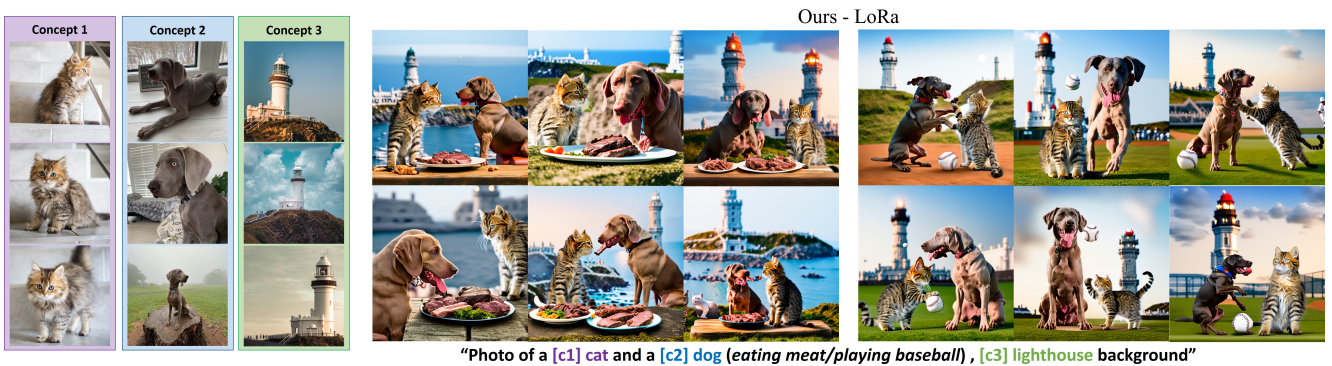 Ours - LoRa
Concept 1
Concept 2
Concept 3
“Photo of a [c1] cat and a [c2] dog (eating meat/playing baseball) , [c3] lighthouse background”